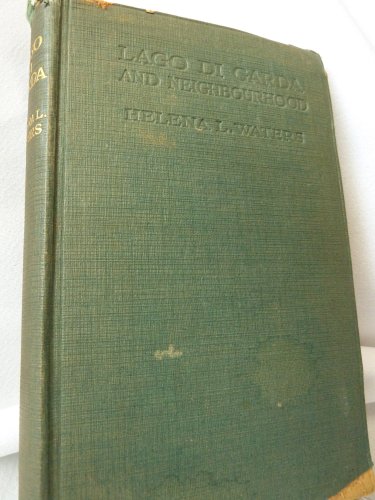 LAGO DI GARDA
AND NEIGHBOURHOOD
HELENA L. WATERS